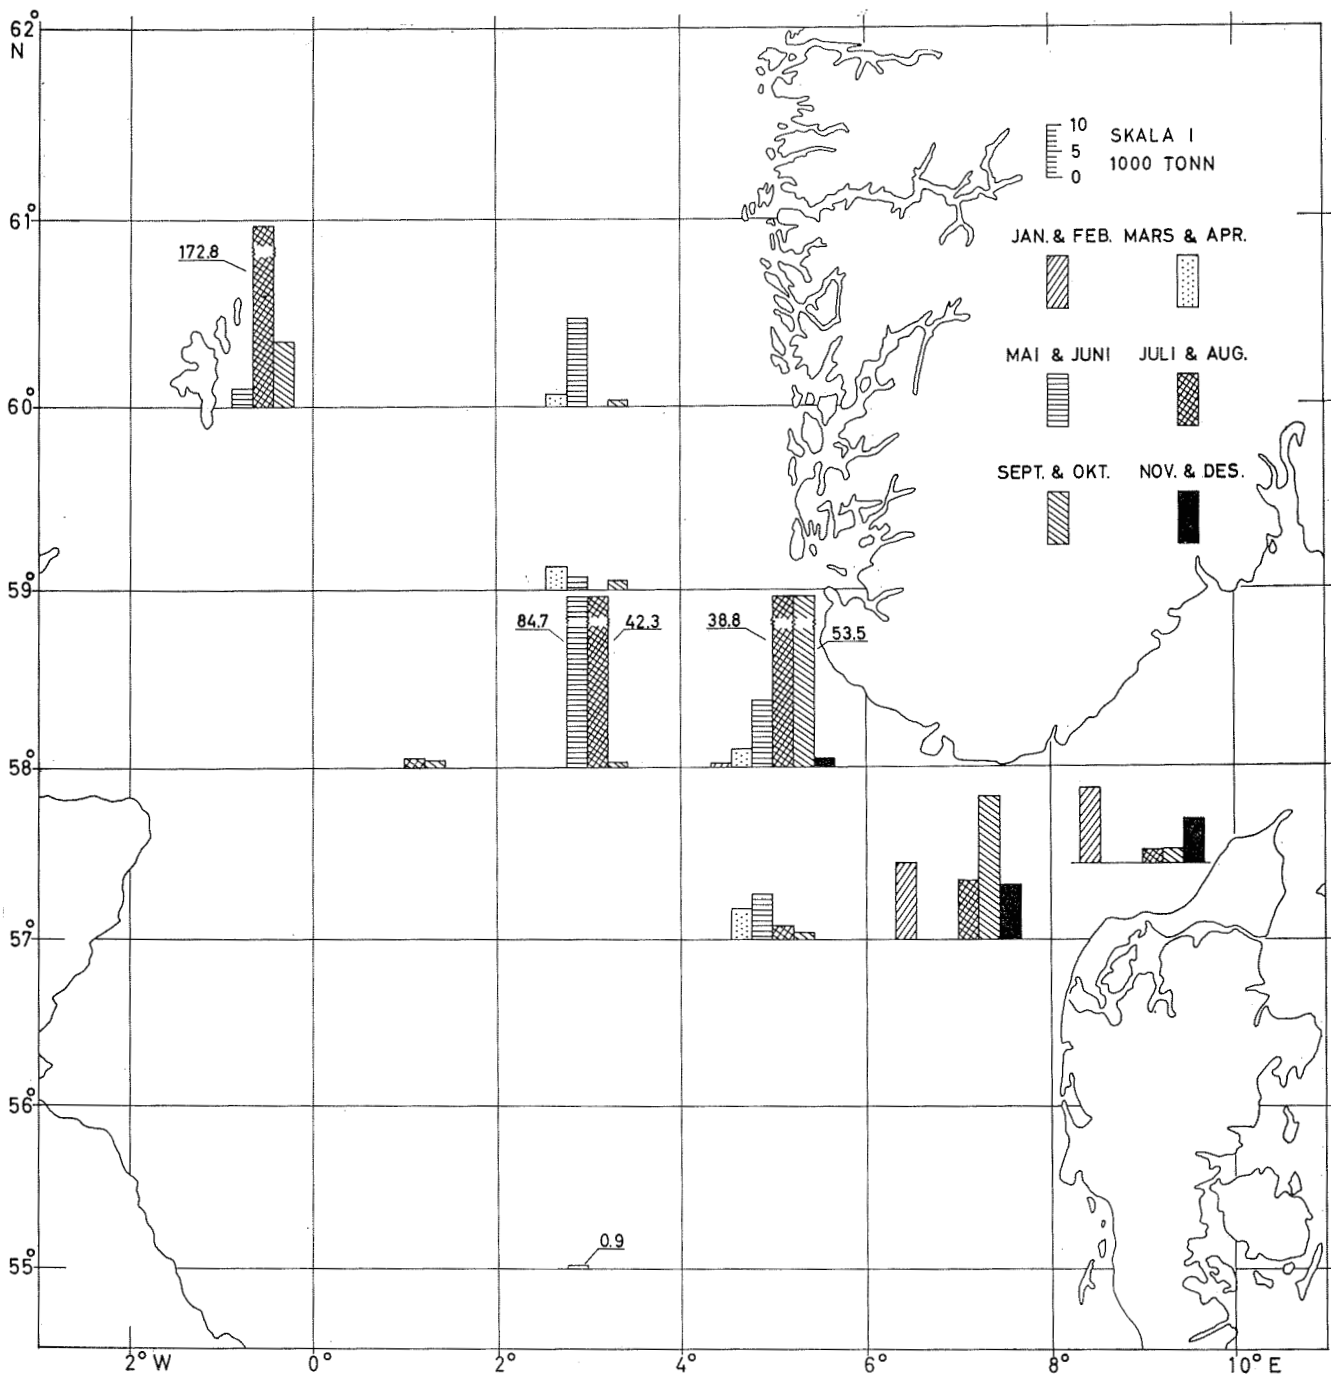 62°
N
10
SKALA I
5
1000 TONN
0
61°
JAN. & FEB. MARS & APR.
172.8
MAI & JUNI JULI & AUG.
60°
SEPT. & OKT. NOV. & DES.
59°
84.7 42.3 38.8 53.5
58°
57°
56°
55°
0.9
2° W 0° 2° 4° 6° 8° 10° E